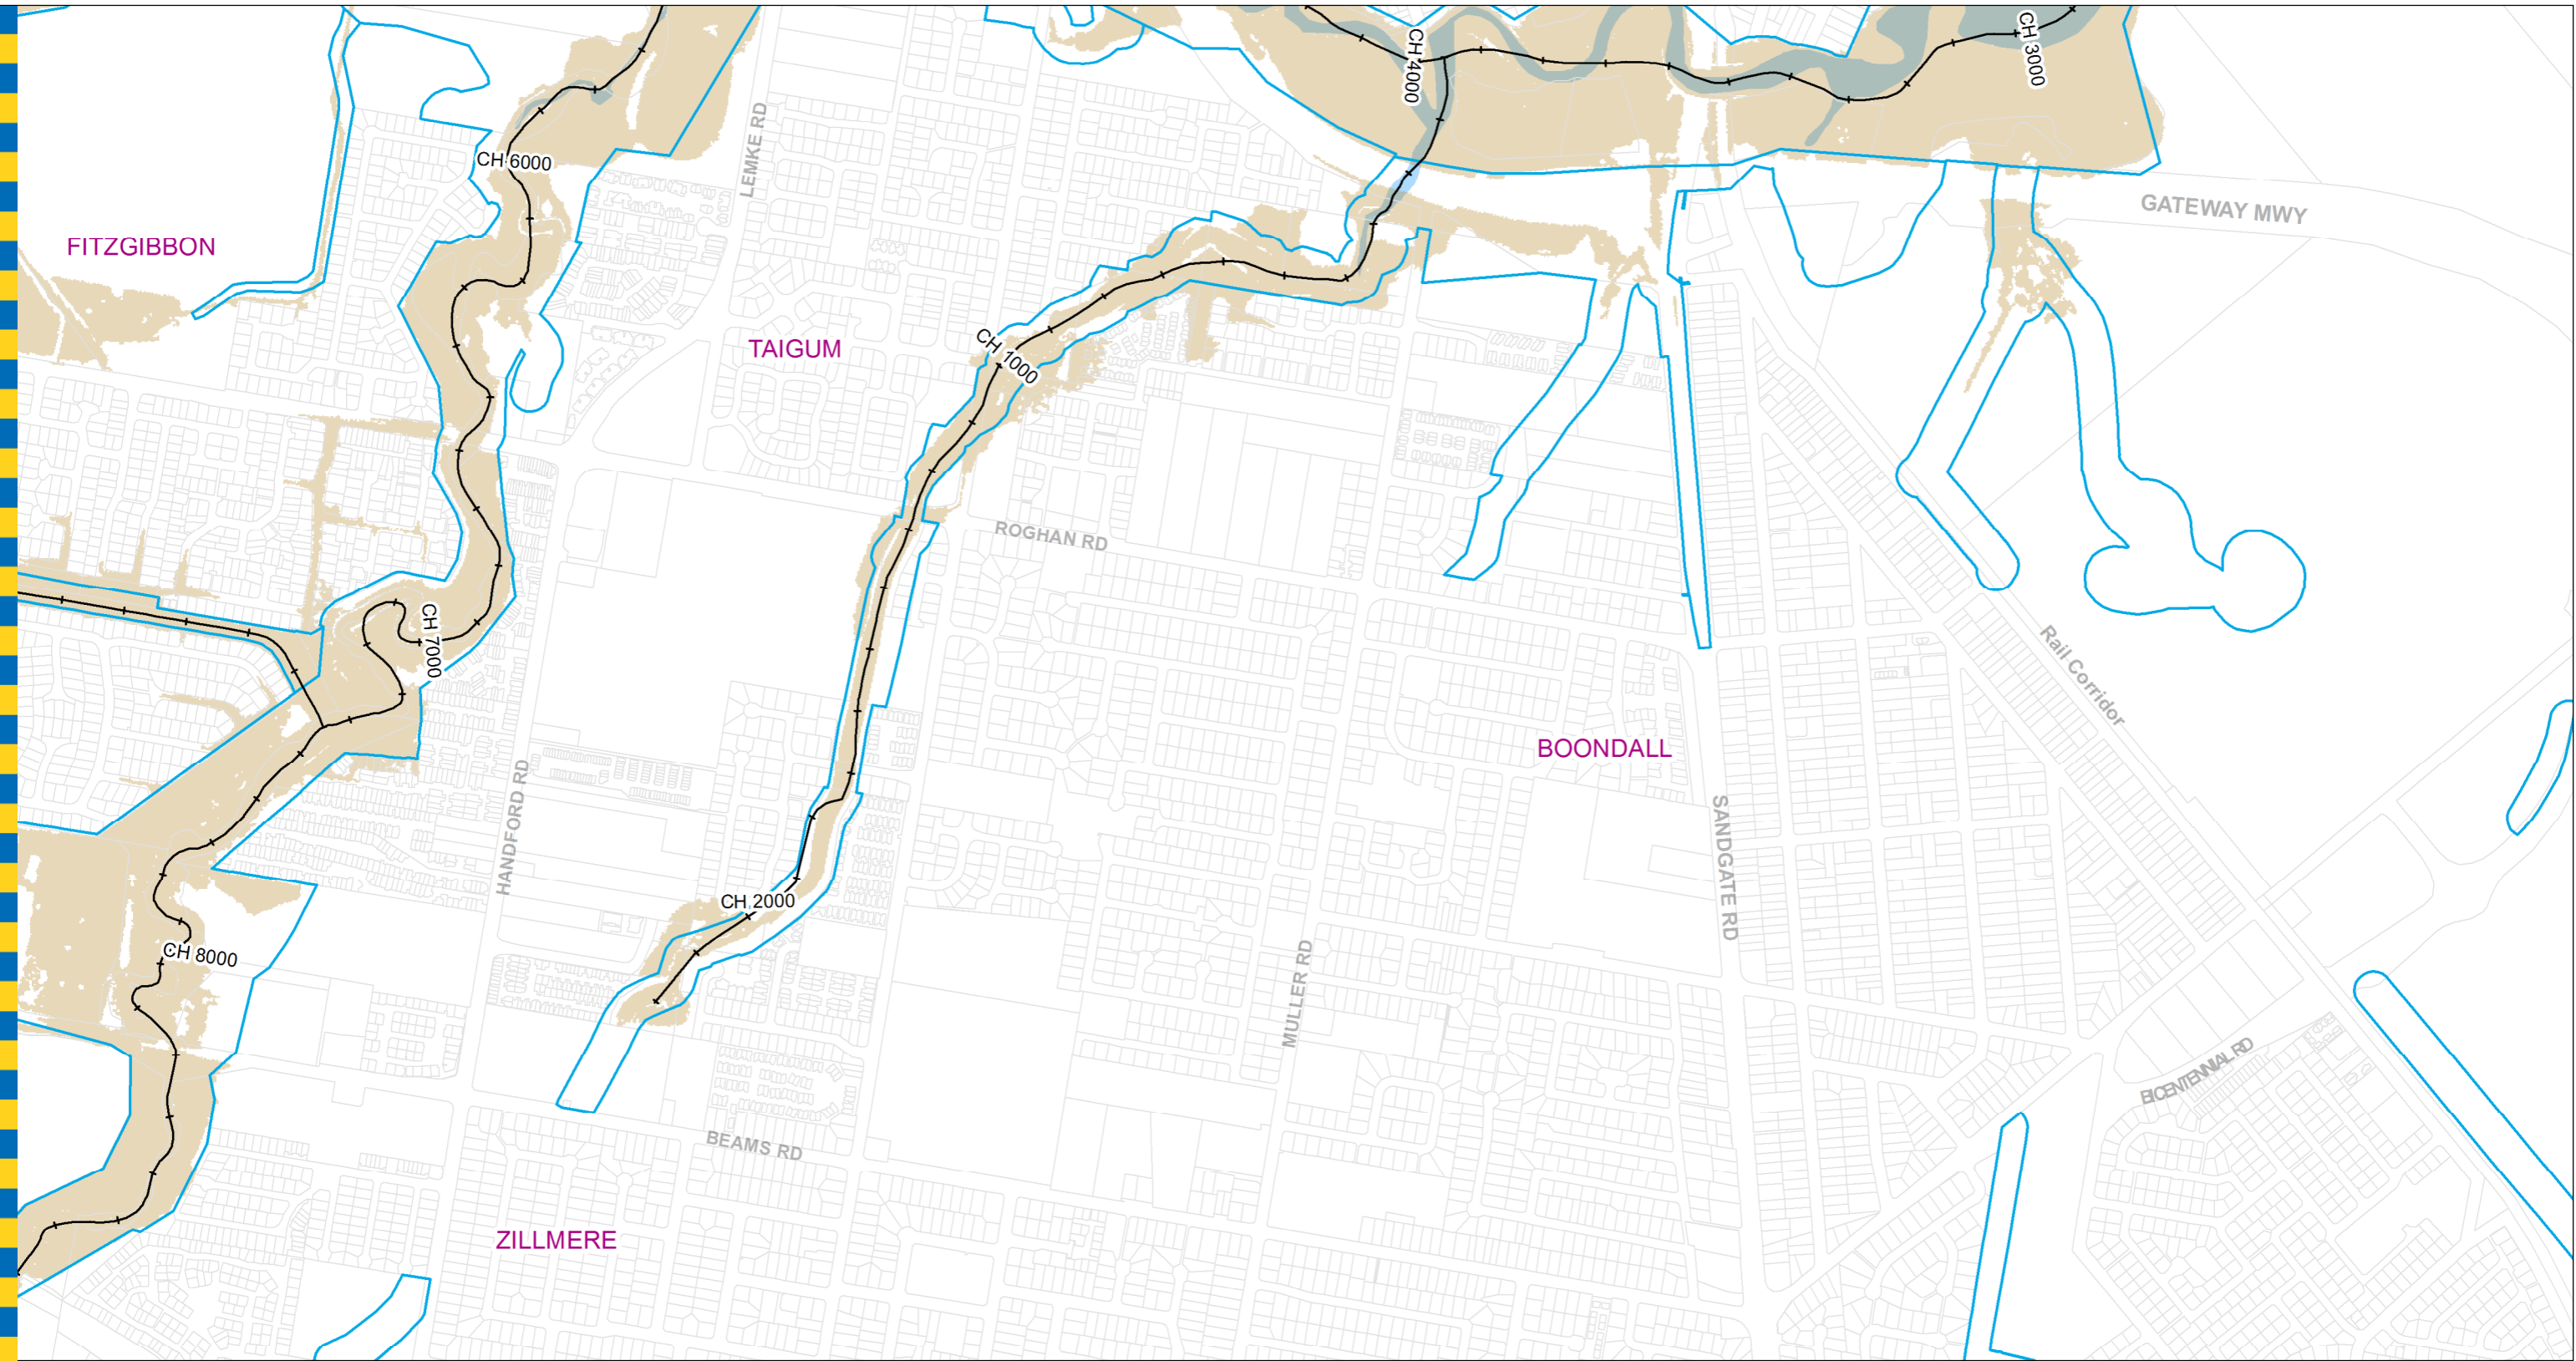 CH 4000
CH 3000
LEMKE RD
CH 6000
GATEWAY MWY
FITZGIBBON
TAIGUM
CH 1000
ROGHAN RD
CH 7000
Rail Corridor
BOONDALL
HANDFORD RD
SANDGATE RD
CH 2000
CH 8000
MULLER RD
BICENTENNIAL RD
BEAMS RD
ZILLMERE